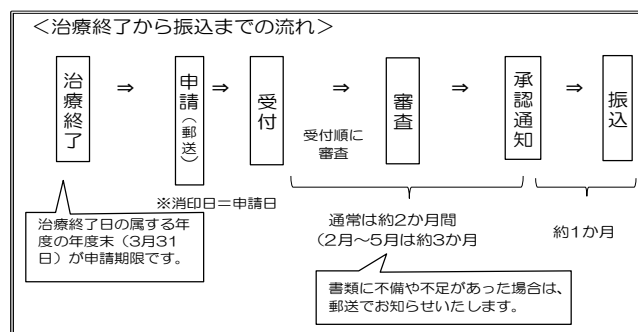 ＜治療終了から振込までの流れ＞
治療終了 ⇒ 申請（郵送） ⇒ 受付 ⇒ 審査 ⇒ 承認通知 ⇒ 振込
受付順に
審査
※消印日＝申請日
治療終了日の属する年
度の年度末（3月31
日）が申請期限です。
通常は約2か月間
（2月～5月は約3か月
約1か月
書類に不備や不足があった場合は、
郵送でお知らせいたします。